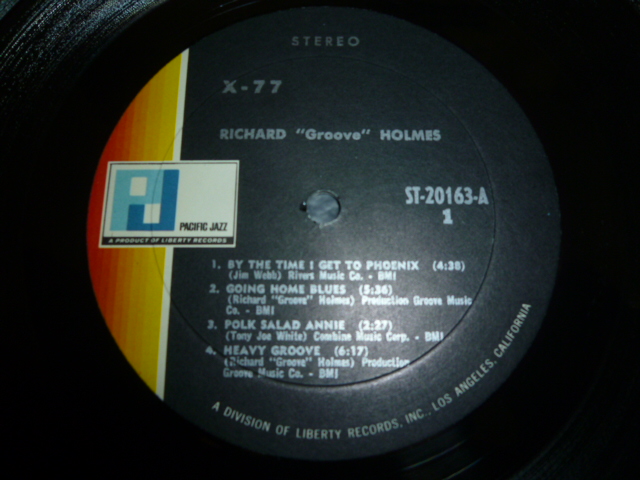 STEREO
X-77
RICHARD "Groove" HOLMES
PJ
PACIFIC JAZZ
A PRODUCT OF LIBERTY RECORDS
ST-20163-A
1
1. BY THE TIME I GET TO PHOENIX (4:38)
(Jim Webb) Rivers Music Co. - BMI
2. GOING HOME BLUES (5:36)
(Richard "Groove" Holmes) Production Groove Music
Co. - BMI
3. POLK SALAD ANNIE (2:27)
(Tony Joe White) Combine Music Corp. - BMI
4. HEAVY GROOVE (6:17)
(Richard "Groove" Holmes) Production
Groove Music Co. - BMI
A DIVISION OF LIBERTY RECORDS, INC., LOS ANGELES, CALIFORNIA